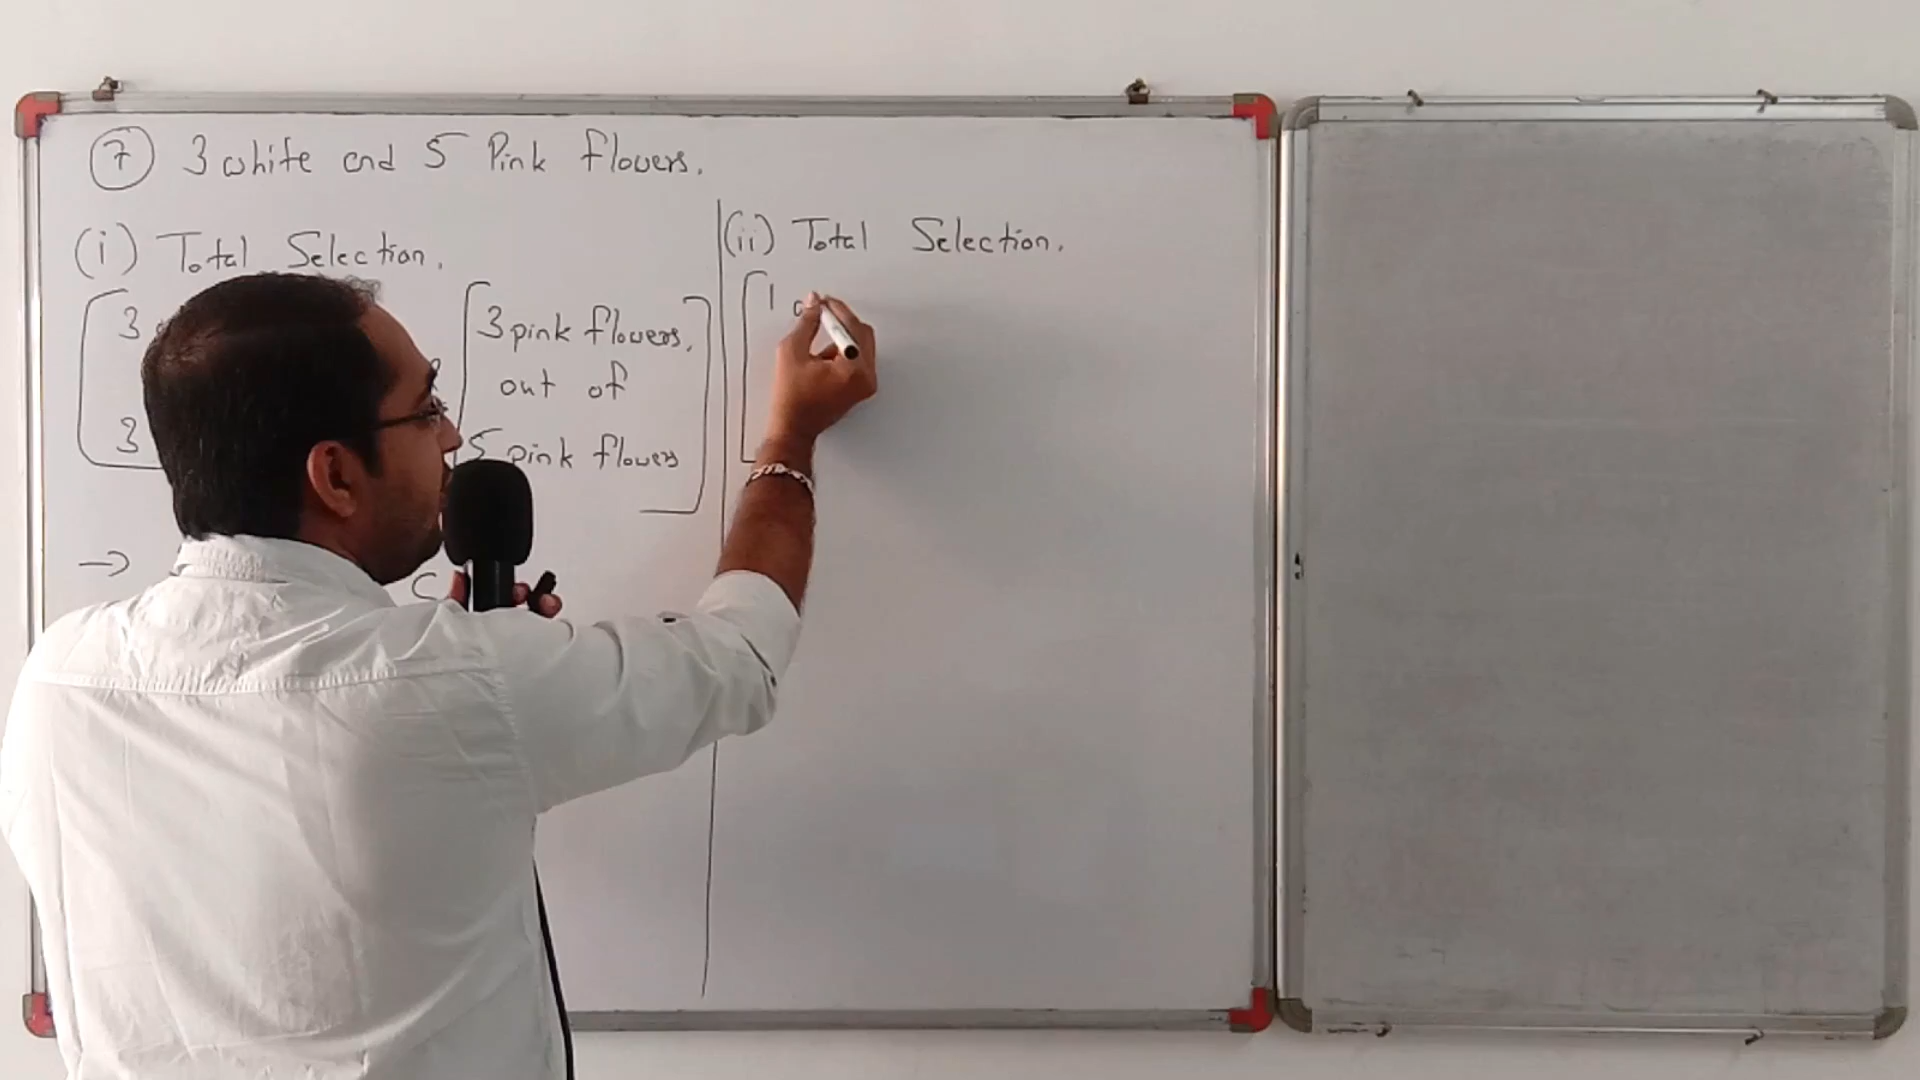 7 3 white and 5 Pink flowers.
(i) Total Selection.
3
3
3 pink flowers.
out of
5 pink flowers
→ C
(ii) Total Selection.
1